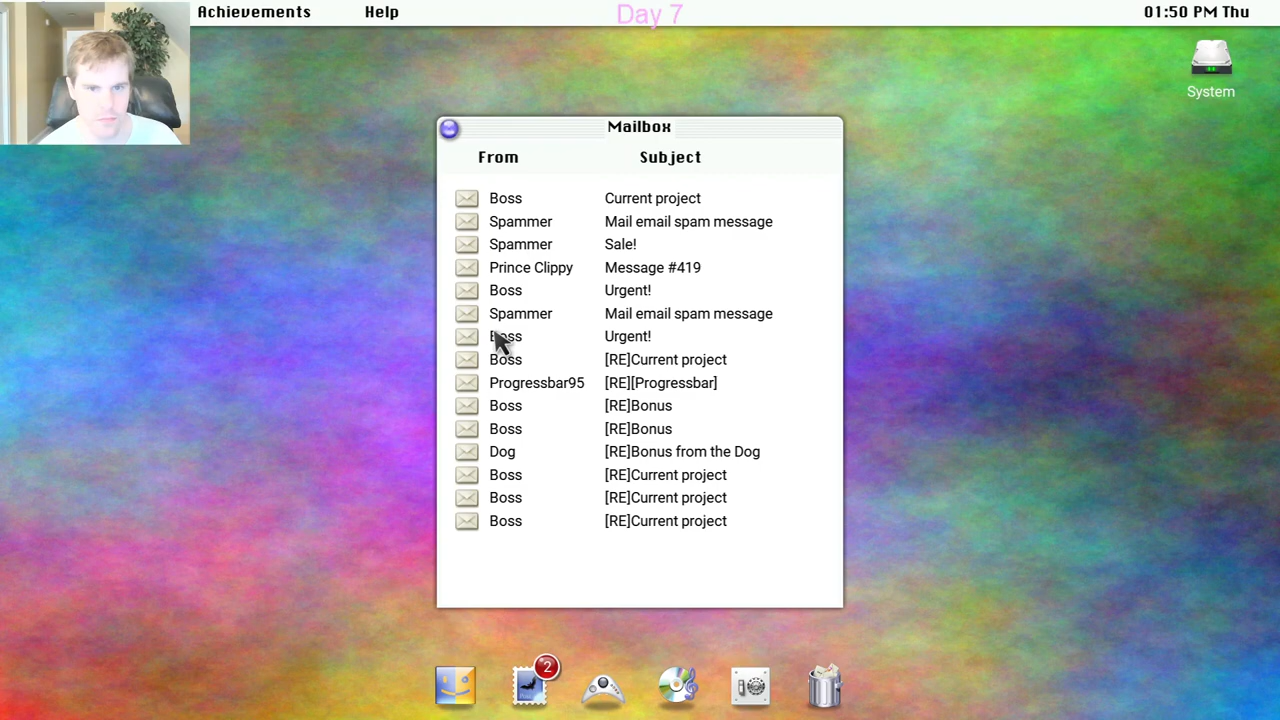 Achievements Help Day 7 01:50 PM Thu
System
Mailbox
From Subject
Boss Current project
Spammer Mail email spam message
Spammer Sale!
Prince Clippy Message #419
Boss Urgent!
Spammer Mail email spam message
Boss Urgent!
Boss [RE]Current project
Progressbar95 [RE][Progressbar]
Boss [RE]Bonus
Boss [RE]Bonus
Dog [RE]Bonus from the Dog
Boss [RE]Current project
Boss [RE]Current project
Boss [RE]Current project
2